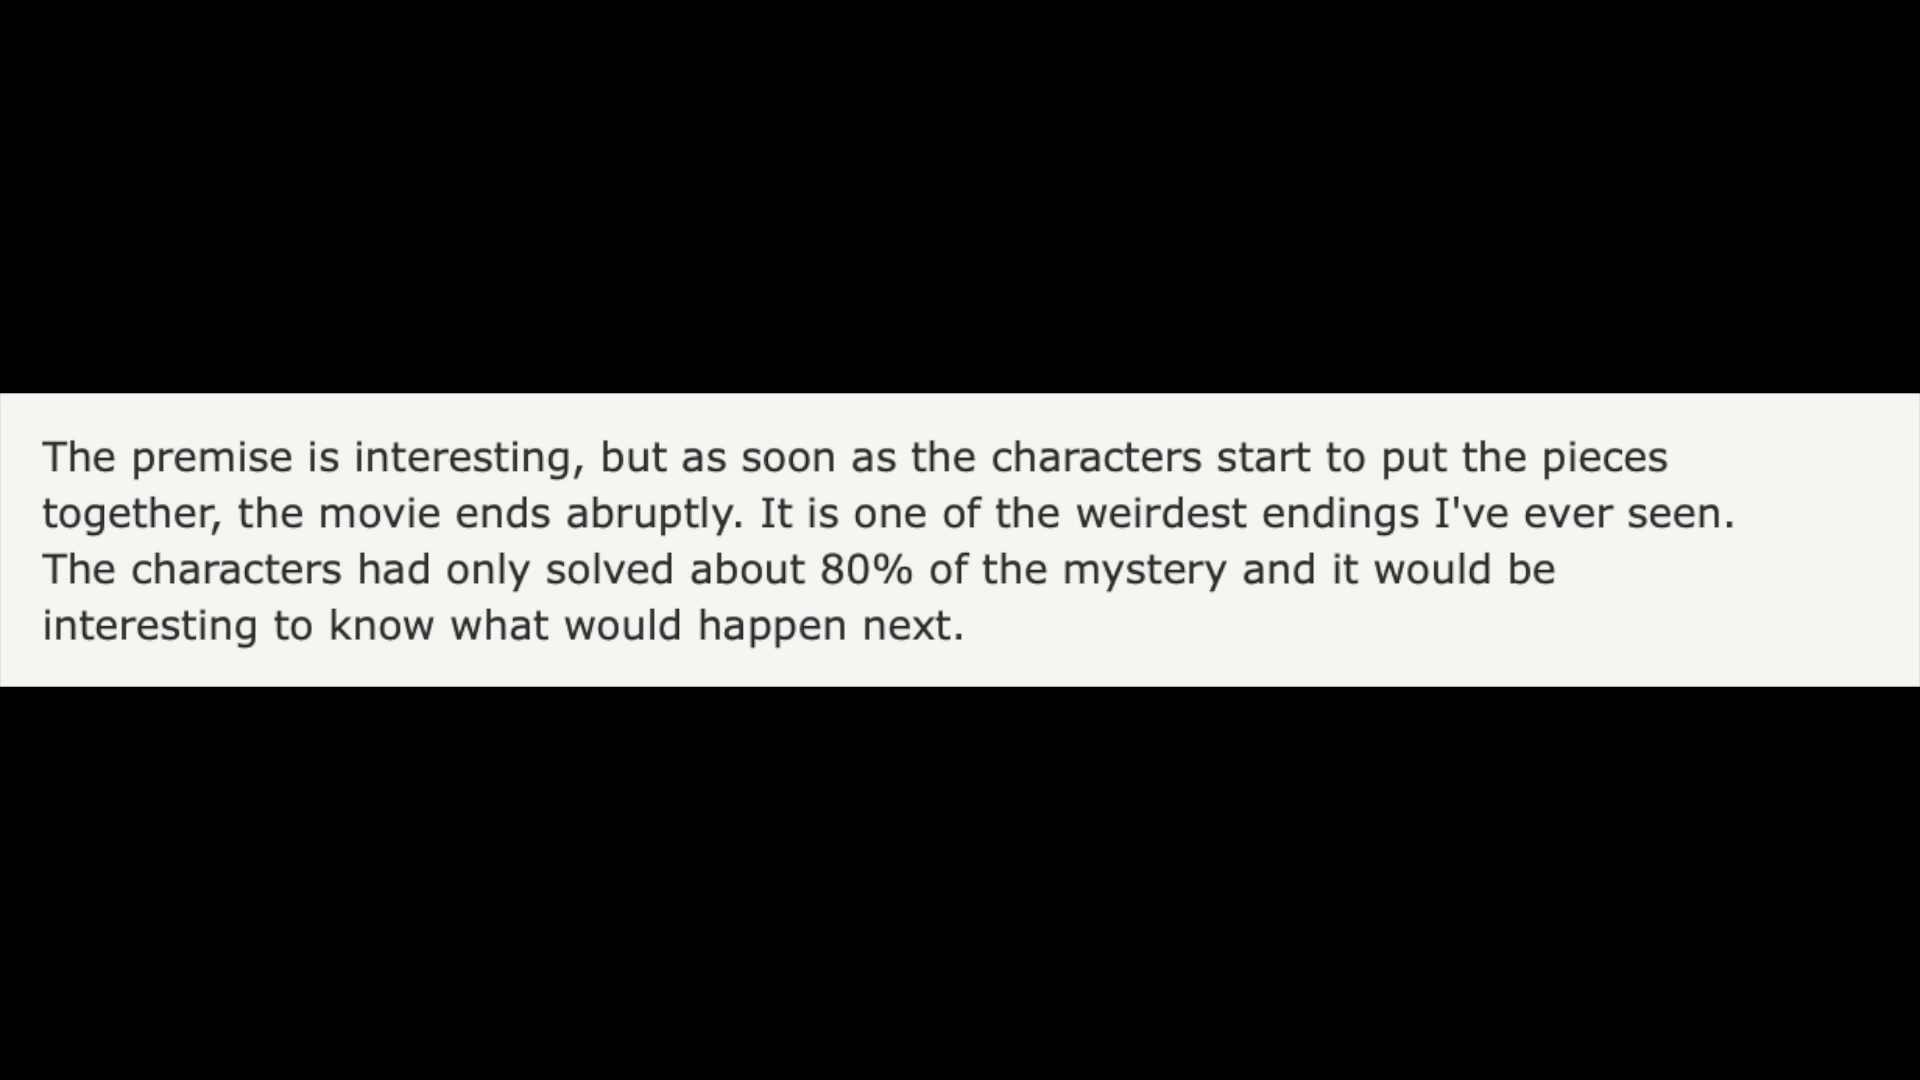 The premise is interesting, but as soon as the characters start to put the pieces
together, the movie ends abruptly. It is one of the weirdest endings I've ever seen.
The characters had only solved about 80% of the mystery and it would be
interesting to know what would happen next.